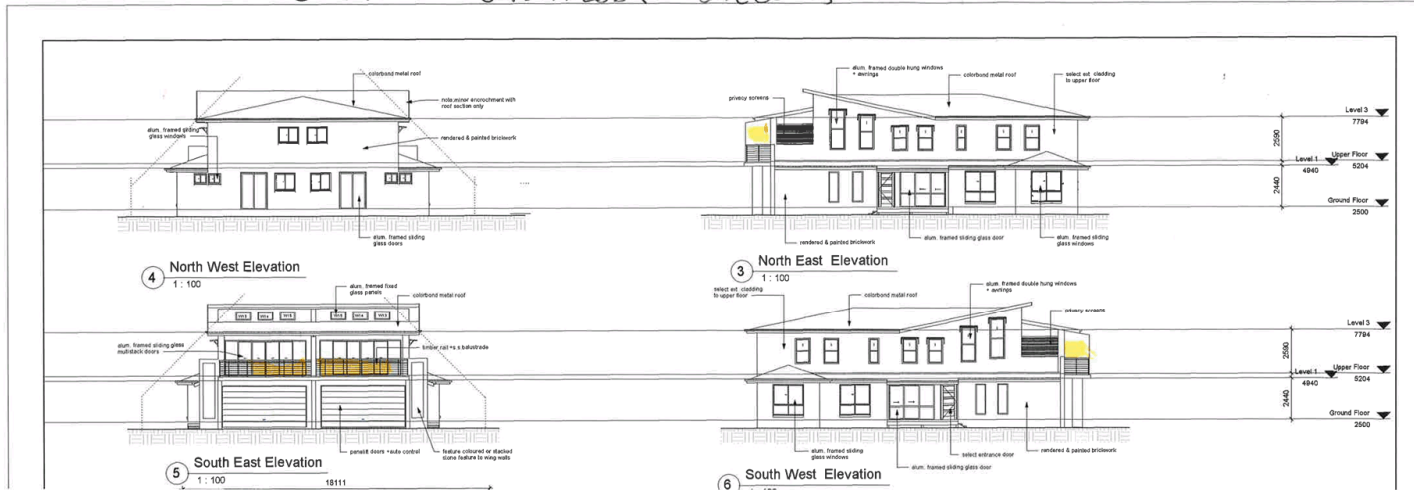 colorbond metal roof
note.minor encrochment with
roof section only
alum. framed sliding
glass windows
rendered & painted brickwork
alum. framed sliding
glass doors
4
North West Elevation
1 : 100
alum. framed double hung windows
+ awnings
colorbond metal roof
select ext. cladding
to upper floor
privacy screens
Level 3
7794
2590
Level 1
4940
Upper Floor
5204
2440
Ground Floor
2500
rendered & painted brickwork
alum. framed sliding glass door
alum. framed sliding
glass windows
3
North East Elevation
1 : 100
alum. framed fixed
glass panels
colorbond metal roof
alum. framed sliding glass
multistack doors
timber rail +s.s.balustrade
panelift doors +auto control
feature coloured or stacked
stone feature to wing walls
5
South East Elevation
1 : 100
18111
select ext. cladding
to upper floor
colorbond metal roof
alum. framed double hung windows
+ awnings
privacy screens
Level 3
7794
2590
Level 1
4940
Upper Floor
5204
2440
Ground Floor
2500
alum. framed sliding
glass windows
alum. framed sliding glass door
select entrance door
rendered & painted brickwork
6
South West Elevation